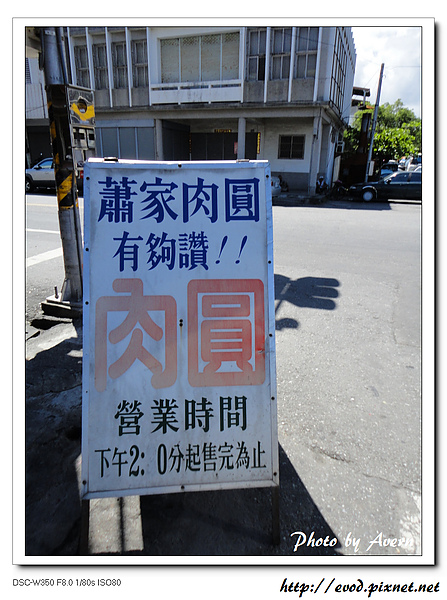 蕭家肉圓
有夠讚!!
肉圓
營業時間
下午2: 0分起售完為止
Photo by Avern
DSC-W350 F8.0 1/80s ISO80
http://evod.pixnet.net